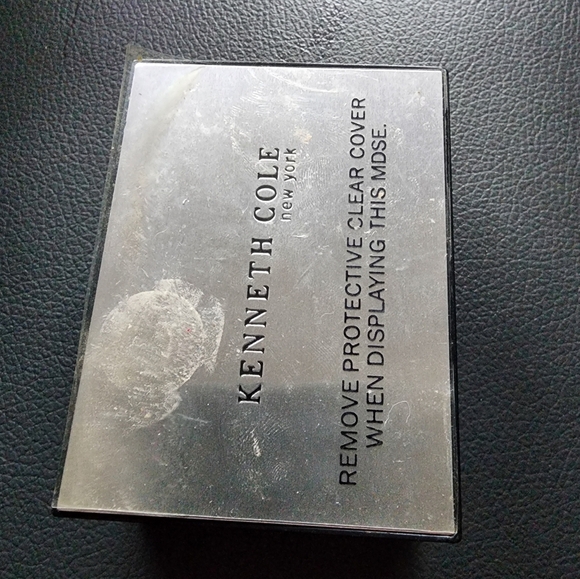 KENNETH COLE
new york
REMOVE PROTECTIVE CLEAR COVER
WHEN DISPLAYING THIS MDSE.